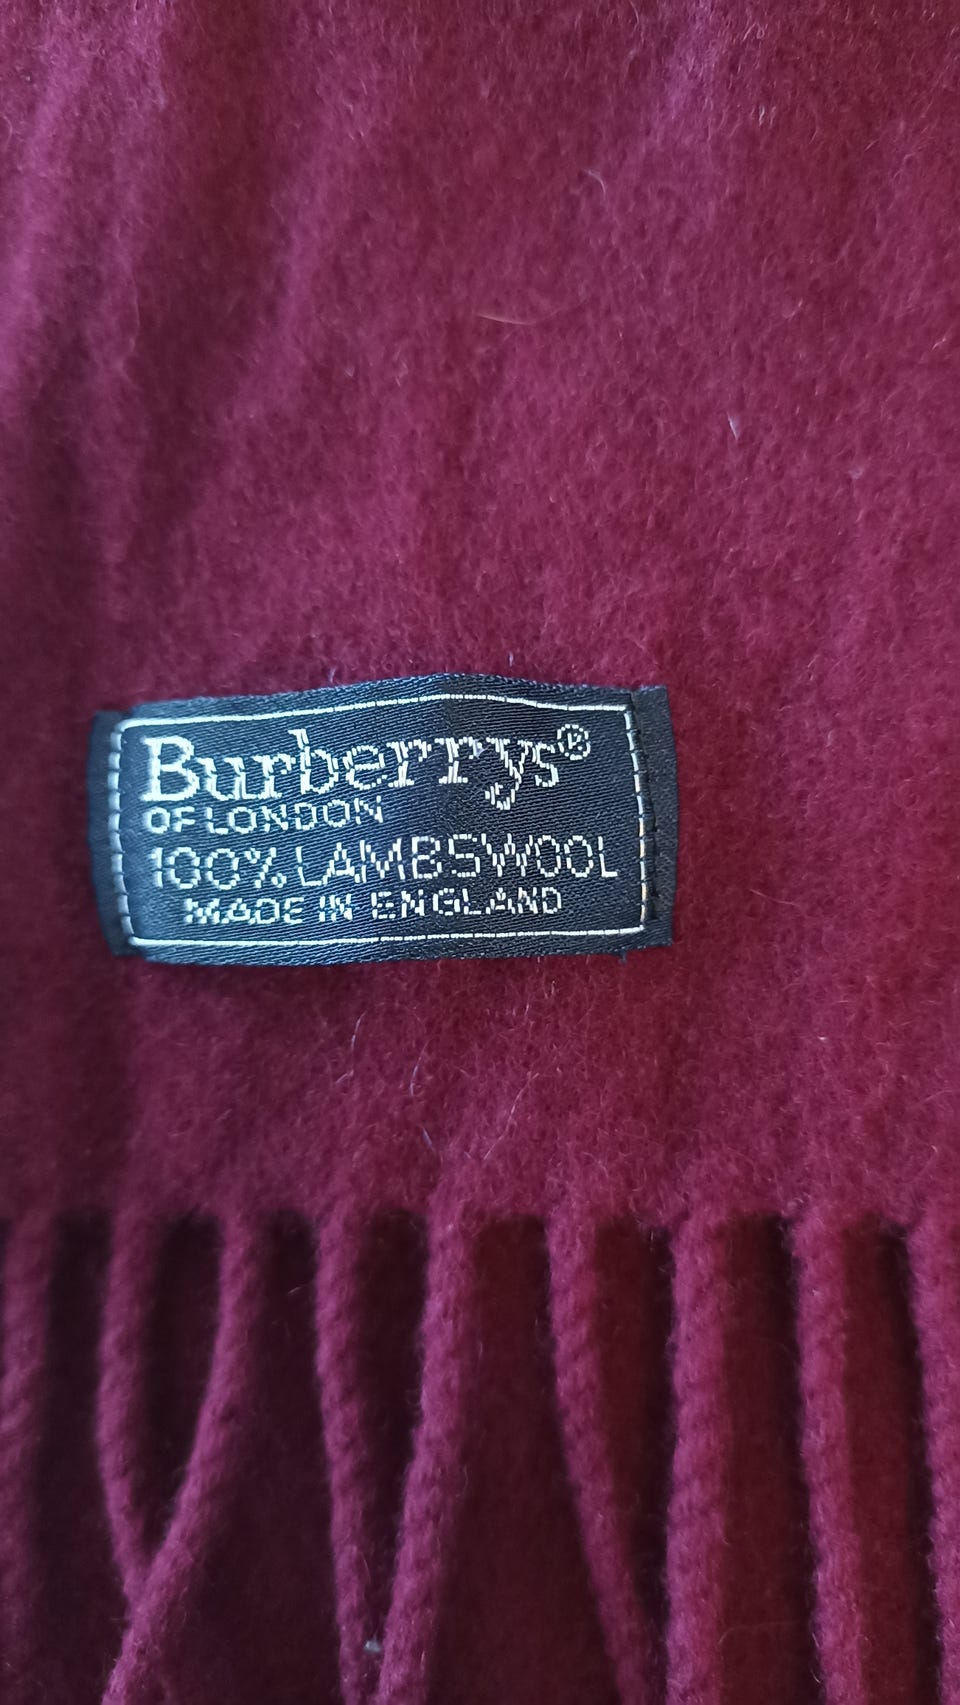 Burberrys®
OF LONDON
100% LAMBSWOOL
MADE IN ENGLAND